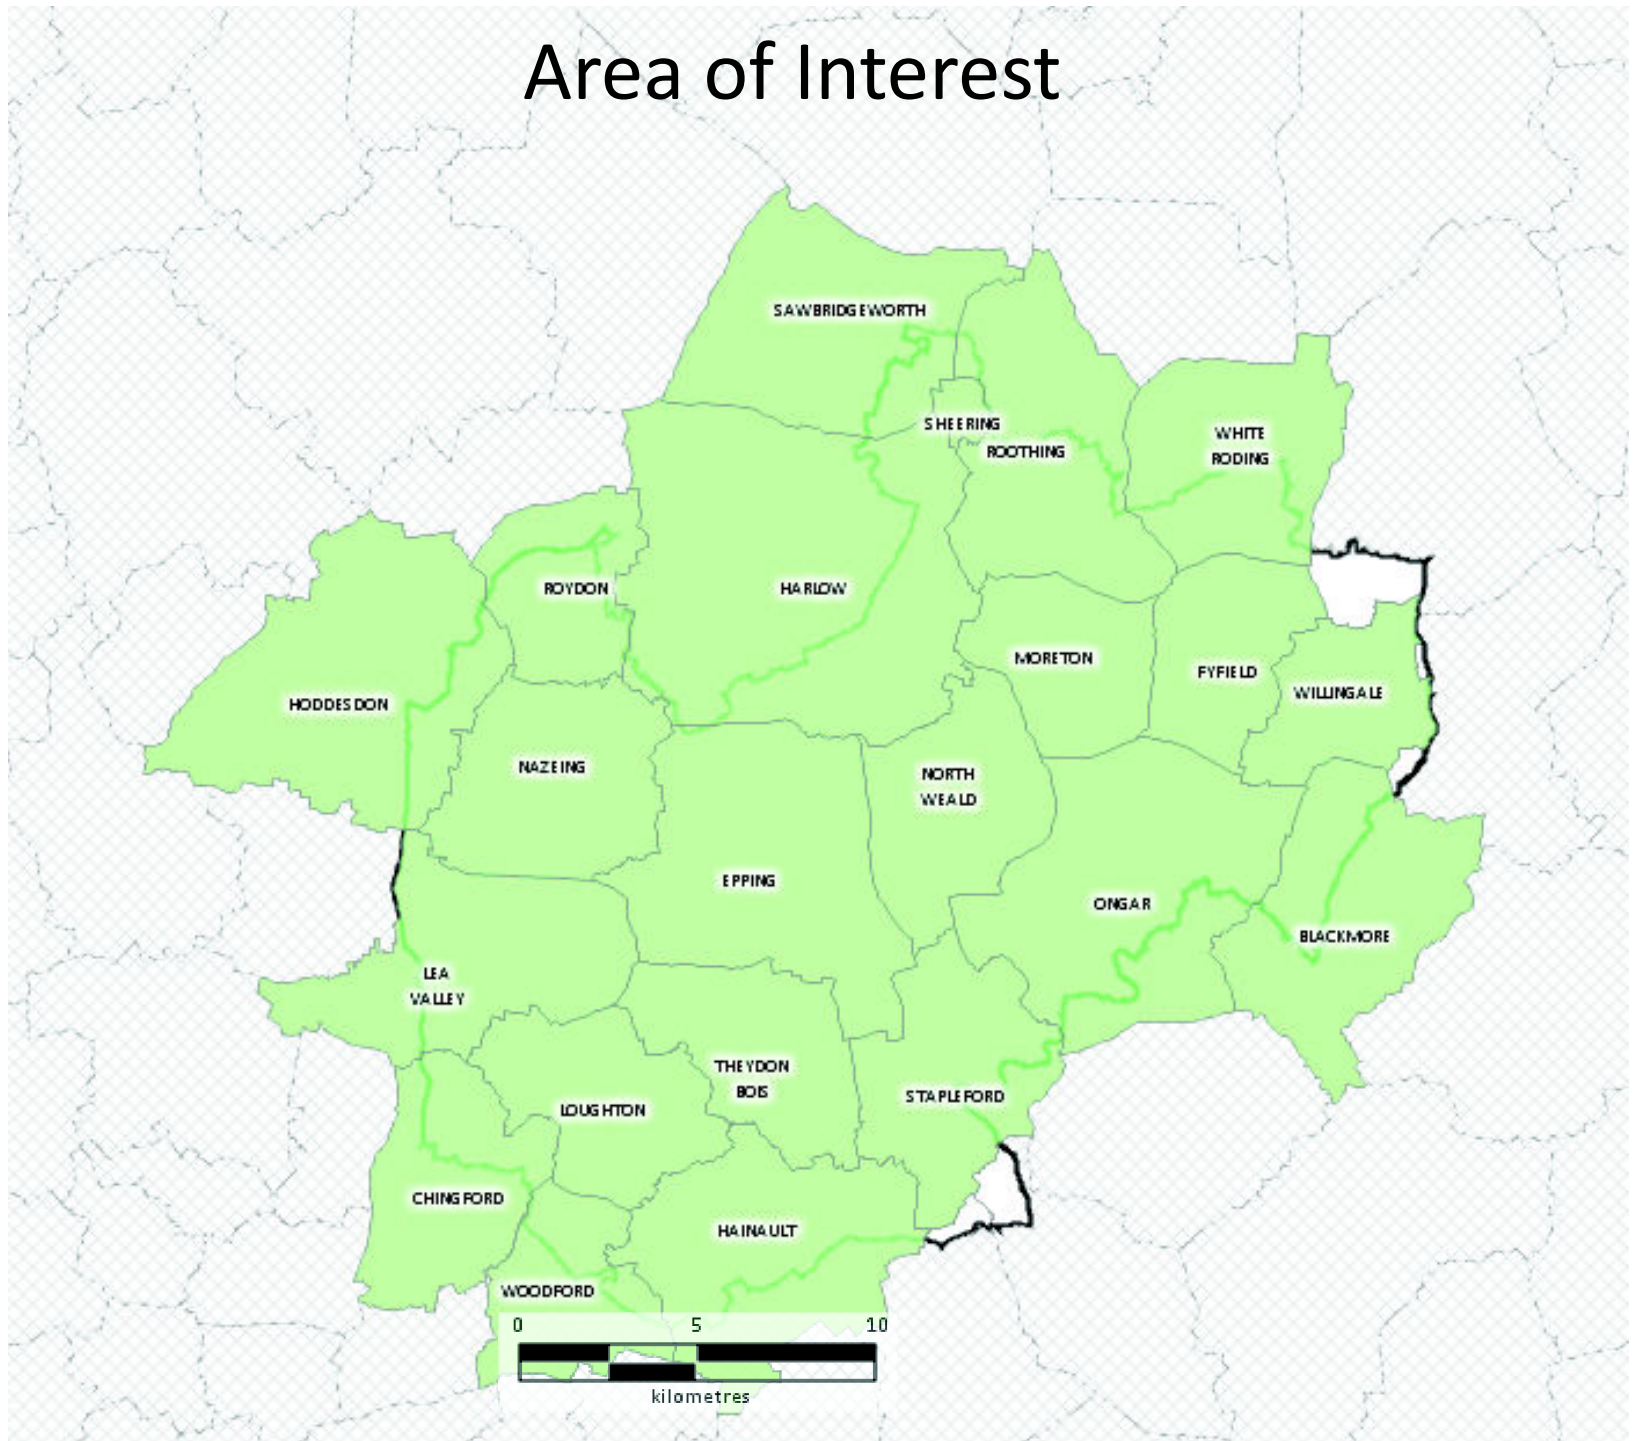 Area of Interest
SAWBRIDGEWORTH
SHEERING
WHITE
RODING
ROOTHING
ROYDON
HARLOW
MORETON
FYFIELD
WILLINGALE
HODDESDON
NAZEING
NORTH
WEALD
EPPING
ONGAR
BLACKMORE
LEA
VALLEY
THEYDON
BOIS
STAPLEFORD
LOUGHTON
CHINGFORD
HAINAULT
WOODFORD
0 5 10
kilometres